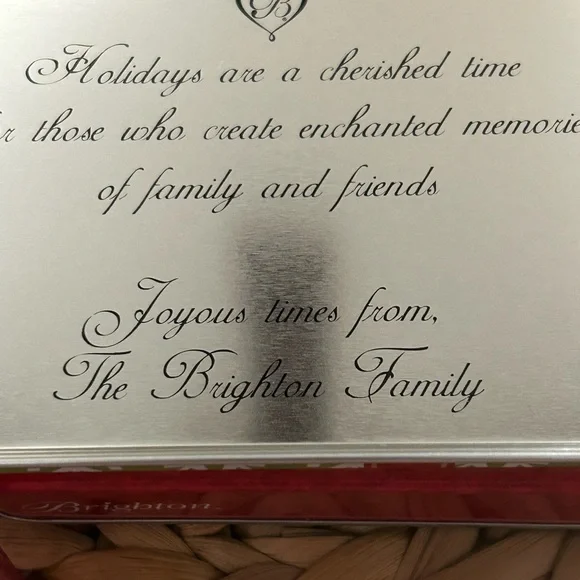 B.
Holidays are a cherished time
those who create enchanted
of family and friends
Joyous times from,
The Brighton Family
Brighton